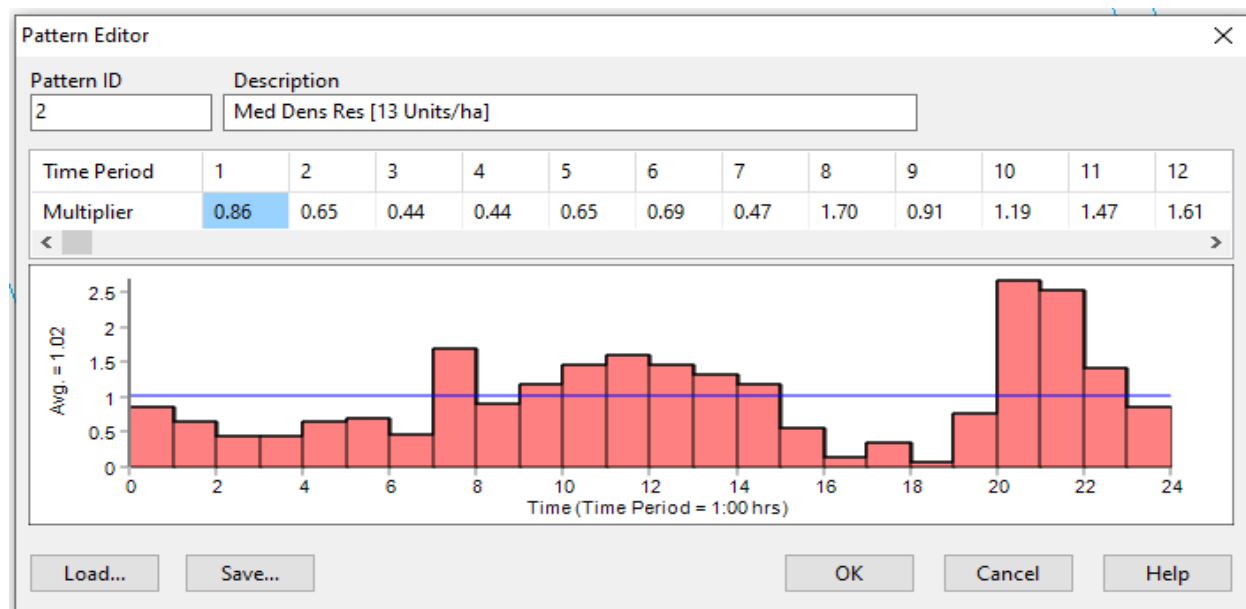 Pattern Editor
Pattern ID Description
2 Med Dens Res [13 Units/ha]
Time Period 1 2 3 4 5 6 7 8 9 10 11 12
Multiplier 0.86 0.65 0.44 0.44 0.65 0.69 0.47 1.70 0.91 1.19 1.47 1.61
Avg. = 1.02
2.5
2
1.5
1
0.5
0
0 2 4 6 8 10 12 14 16 18 20 22 24
Time (Time Period = 1:00 hrs)
Load... Save... OK Cancel Help